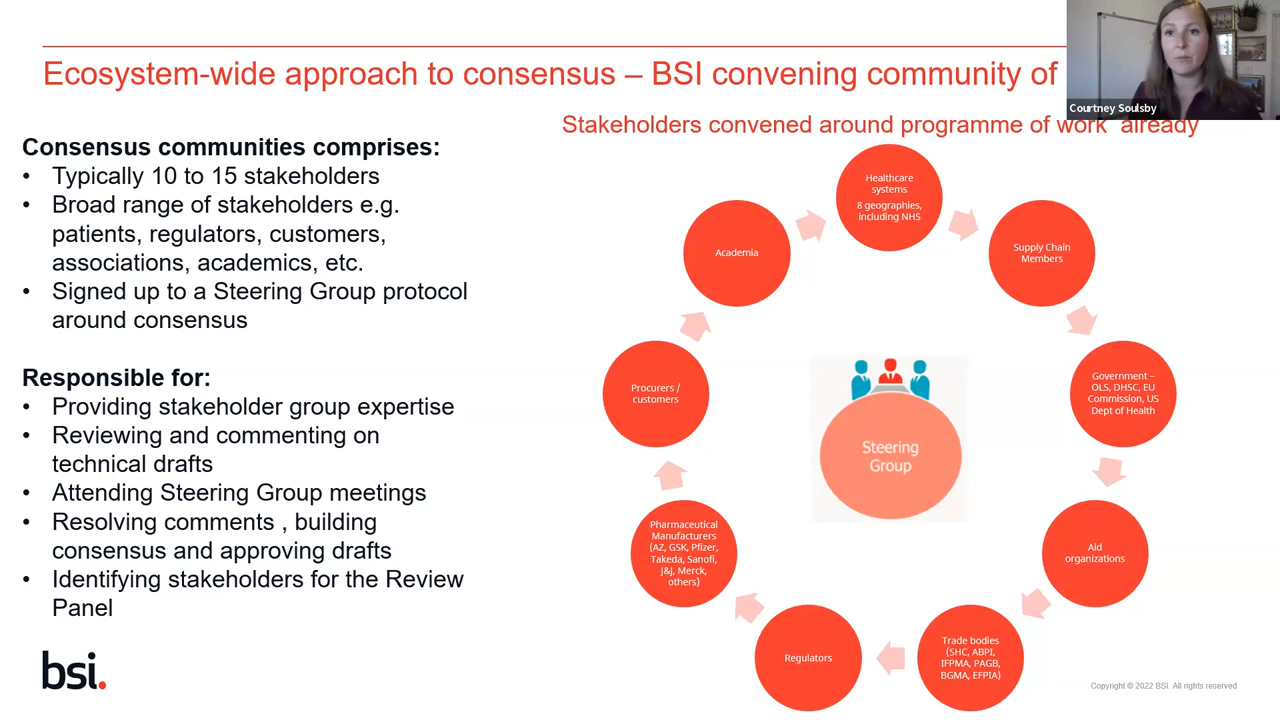 Ecosystem-wide approach to consensus – BSI convening community of
Courtney Soulsby
Stakeholders convened around programme of work already
Consensus communities comprises:
• Typically 10 to 15 stakeholders
• Broad range of stakeholders e.g.
patients, regulators, customers,
associations, academics, etc.
• Signed up to a Steering Group protocol
around consensus
Responsible for:
• Providing stakeholder group expertise
• Reviewing and commenting on
technical drafts
• Attending Steering Group meetings
• Resolving comments , building
consensus and approving drafts
• Identifying stakeholders for the Review
Panel
Healthcare
systems
8 geographies,
including NHS
Supply Chain
Members
Government –
OLS, DHSC, EU
Commission, US
Dept of Health
Aid
organizations
Trade bodies
(SHC, ABPI,
IFPMA, PAGB,
BGMA, EFPIA)
Regulators
Pharmaceutical
Manufacturers
(AZ, GSK, Pfizer,
Takeda, Sanofi,
J&J, Merck,
others)
Procurers /
customers
Academia
Steering
Group
bsi.
Copyright © 2022 BSI. All rights reserved